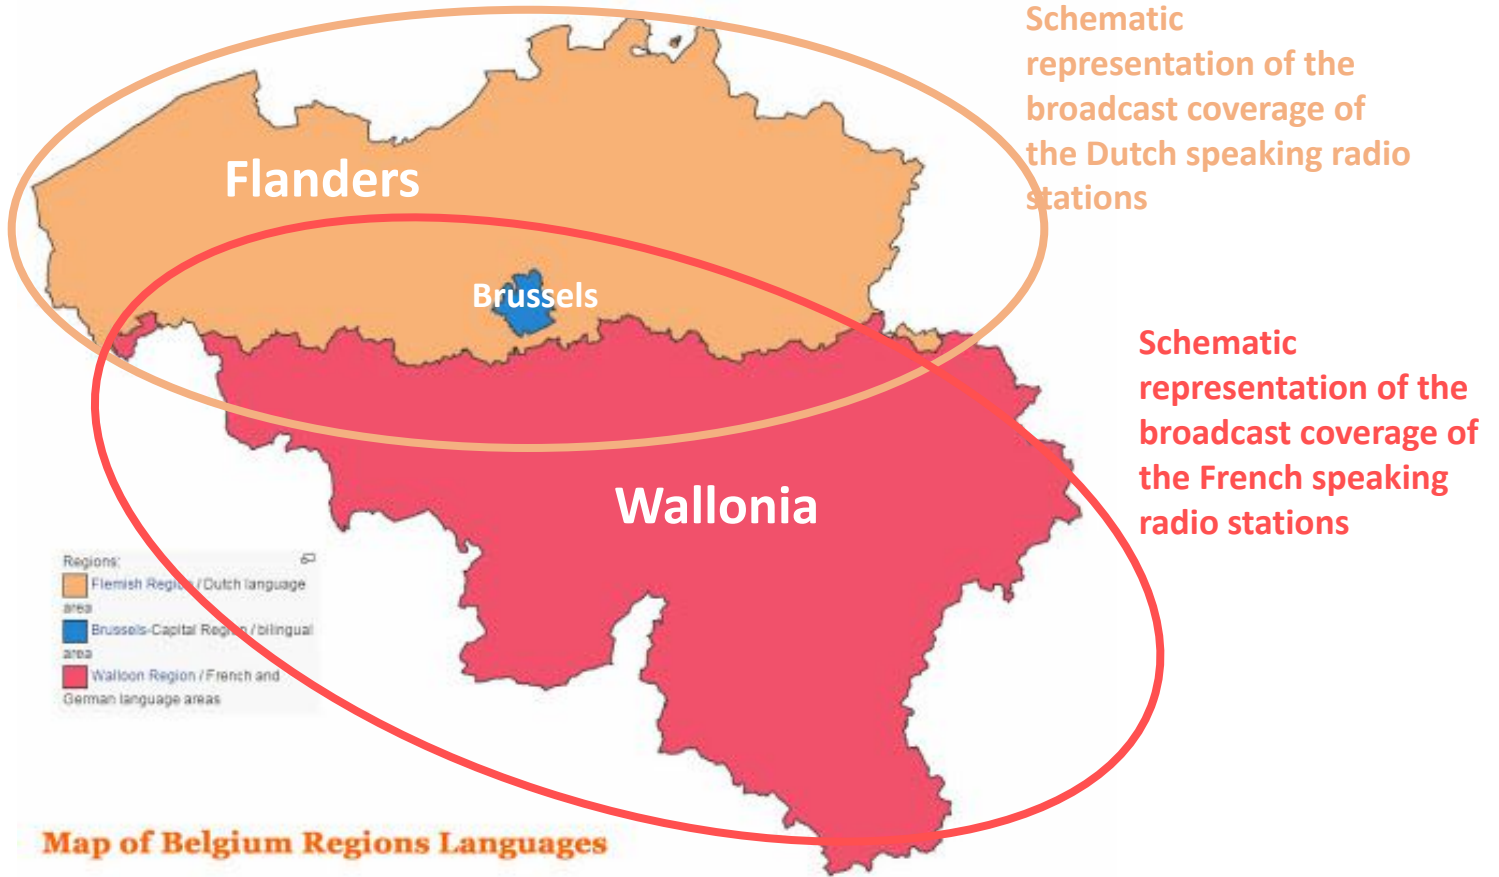 Schematic
representation of the
broadcast coverage of
the Dutch speaking radio
stations
Flanders
Brussels
Schematic
representation of the
broadcast coverage of
the French speaking
radio stations
Wallonia
Regions:
Flemish Region / Dutch language
area
Brussels-Capital Region / bilingual
area
Walloon Region / French and
German language areas
Map of Belgium Regions Languages